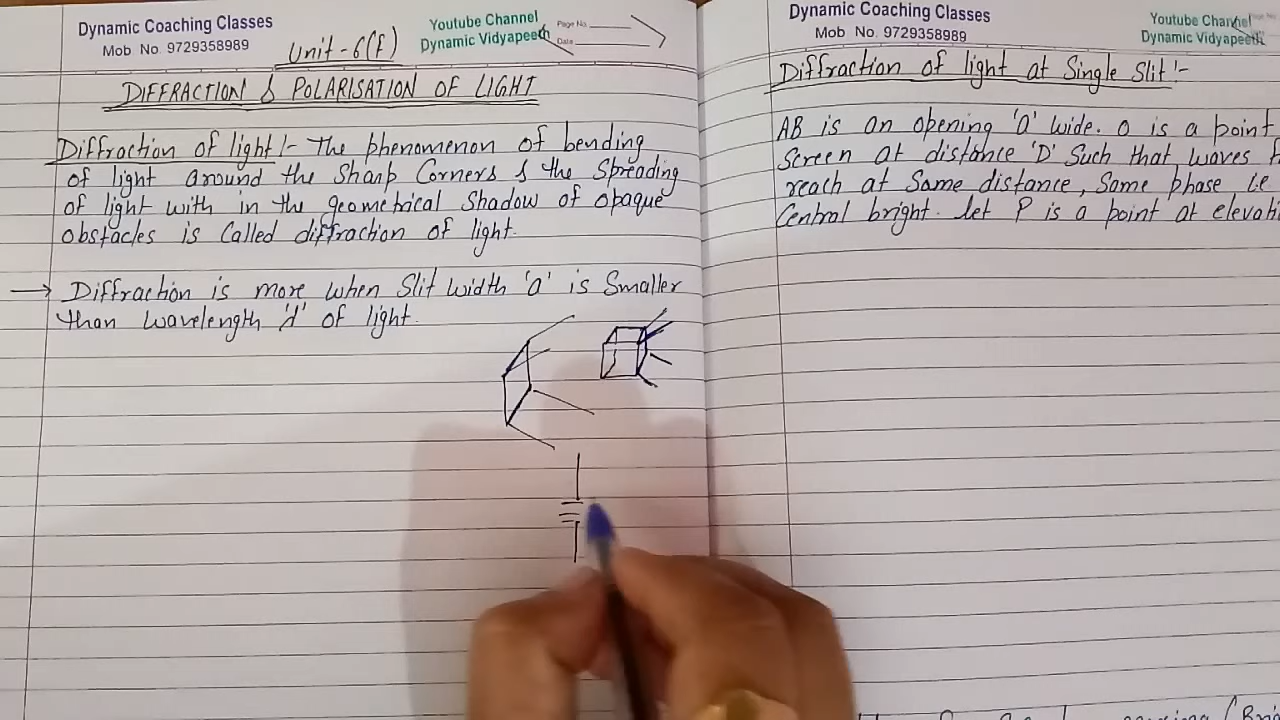 Dynamic Coaching Classes
Mob No. 9729358989
Youtube Channel
Dynamic Vidyapeeth
Page No.
Date
Unit-6(F)
DIFFRACTION & POLARISATION OF LIGHT
Diffraction of light :- The phenomenon of bending
of light around the Sharp Corners & the Spreading
of light with in the geometrical Shadow of opaque
obstacles is Called diffraction of light.
→ Diffraction is more when Slit width 'a' is Smaller
than wavelength 'λ' of light.
Dynamic Coaching Classes
Mob No. 9729358989
Youtube Channel
Dynamic Vidyapeeth
Diffraction of light at Single Slit :-
AB is an opening 'a' wide. O is a point
Screen at distance 'D' Such that waves
reach at Same distance, Same phase i.e.
Central bright. Let P is a point at elevati